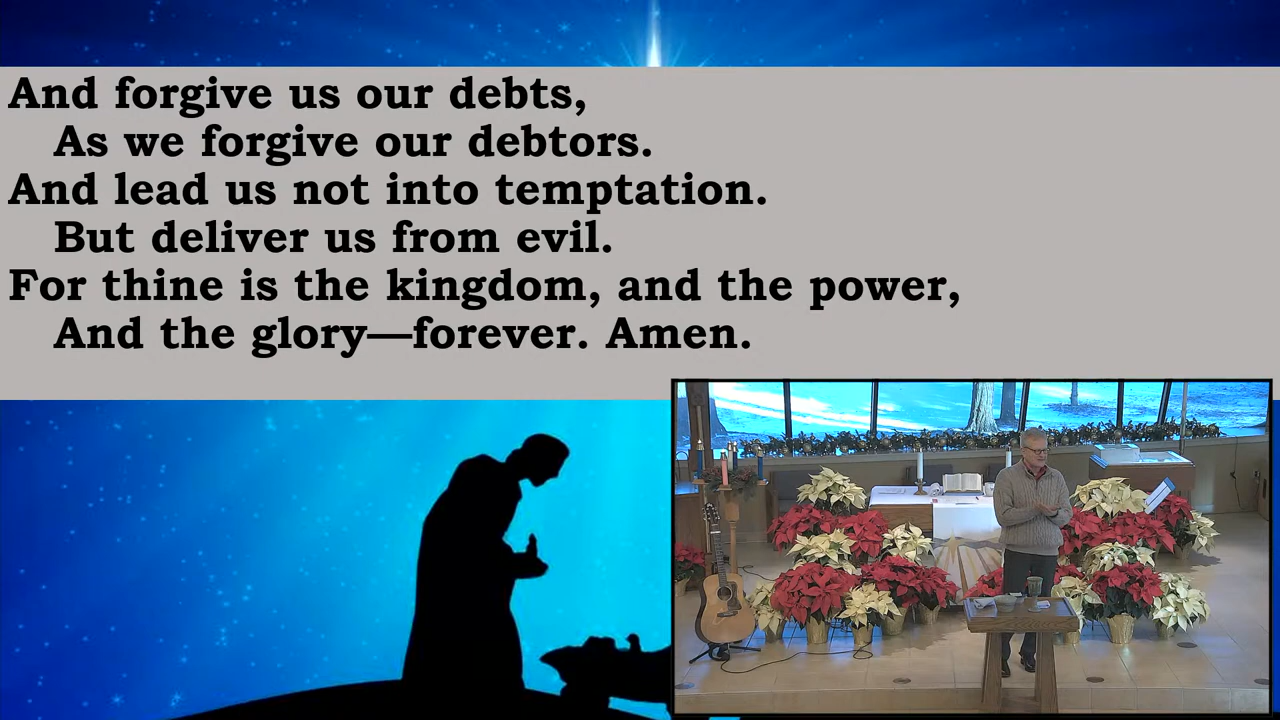 And forgive us our debts,
As we forgive our debtors.
And lead us not into temptation.
But deliver us from evil.
For thine is the kingdom, and the power,
And the glory—forever. Amen.